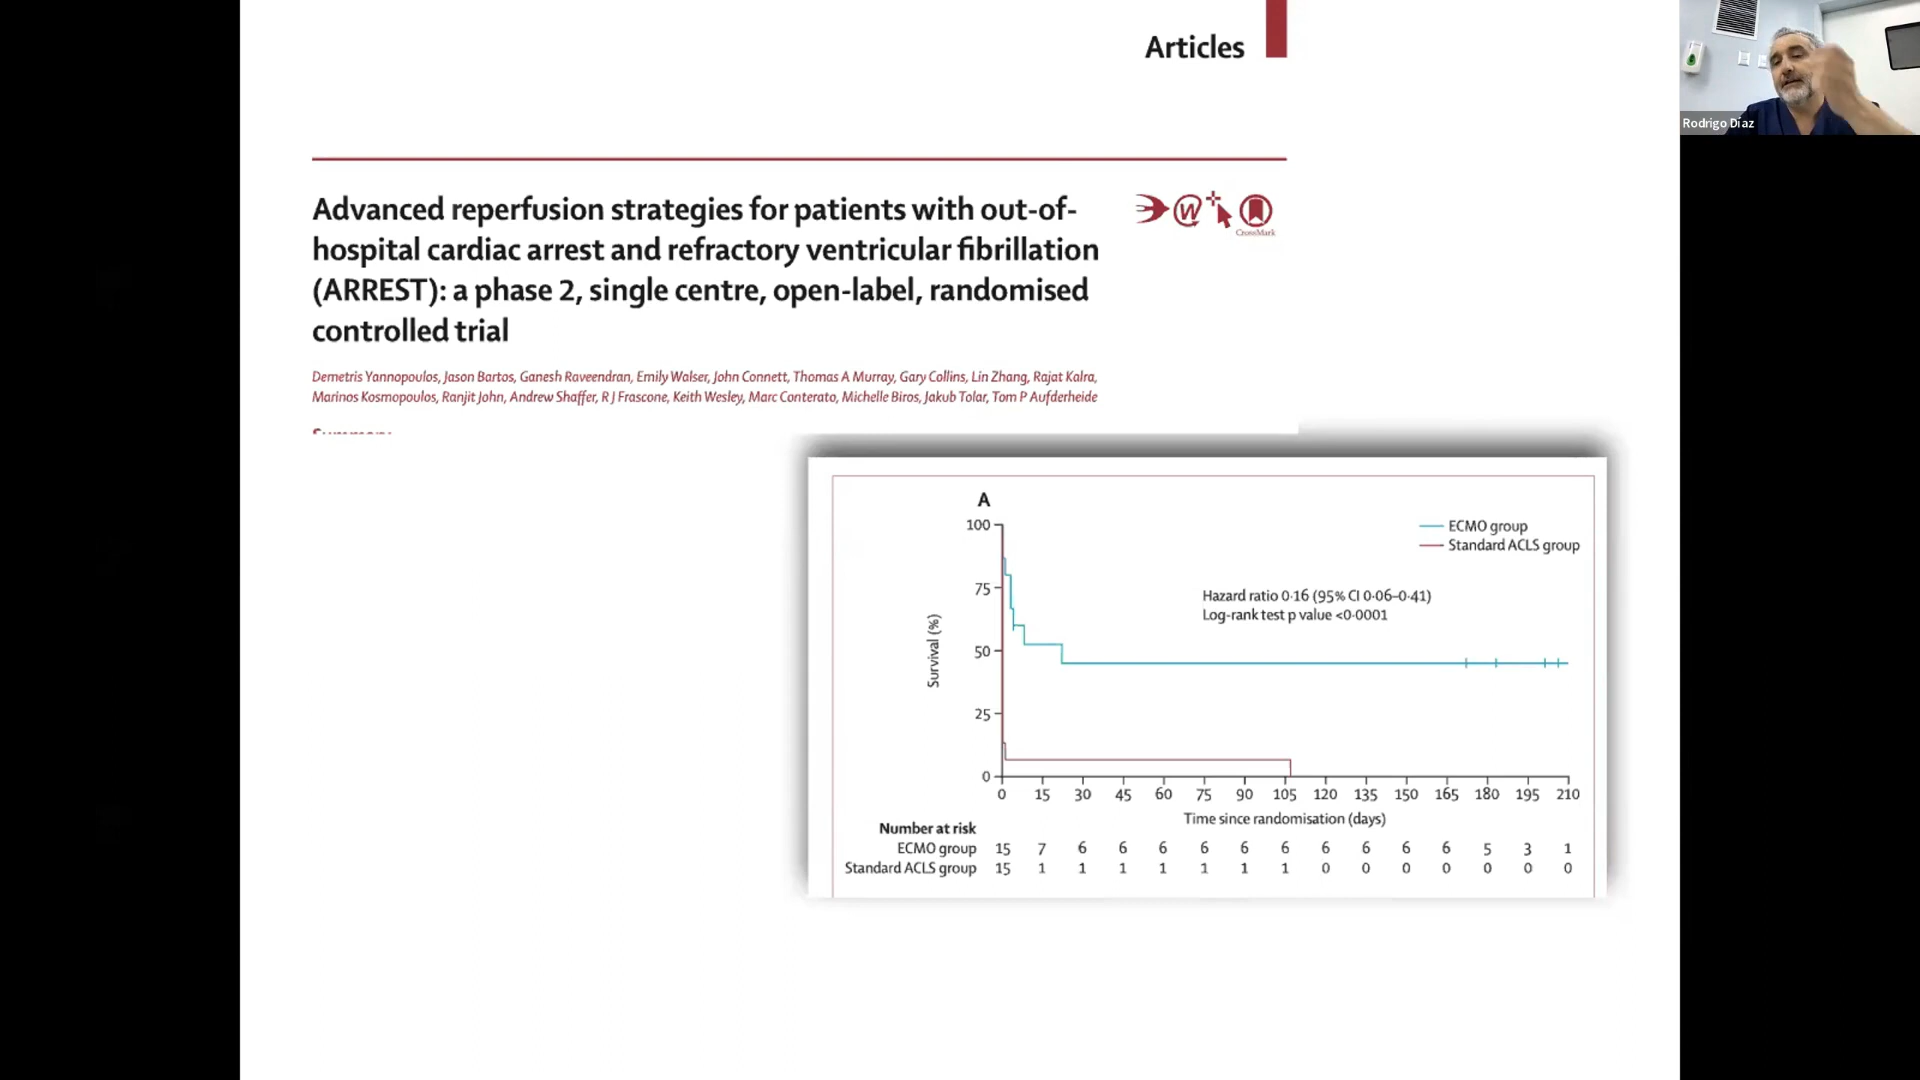 Articles
Rodrigo Díaz
Advanced reperfusion strategies for patients with out-of-
hospital cardiac arrest and refractory ventricular fibrillation
(ARREST): a phase 2, single centre, open-label, randomised
controlled trial
CrossMark
Demetris Yannopoulos, Jason Bartos, Ganesh Raveendran, Emily Walser, John Connett, Thomas A Murray, Gary Collins, Lin Zhang, Rajat Kalra,
Marinos Kosmopoulos, Ranjit John, Andrew Shaffer, R J Frascone, Keith Wesley, Marc Conterato, Michelle Biros, Jakub Tolar, Tom P Aufderheide
A
ECMO group
Standard ACLS group
Hazard ratio 0·16 (95% CI 0·06–0·41)
Log-rank test p value <0·0001
Survival (%)
100
75
50
25
0
0 15 30 45 60 75 90 105 120 135 150 165 180 195 210
Time since randomisation (days)
Number at risk
ECMO group 15 7 6 6 6 6 6 6 6 6 6 6 5 3 1
Standard ACLS group 15 1 1 1 1 1 1 1 0 0 0 0 0 0 0